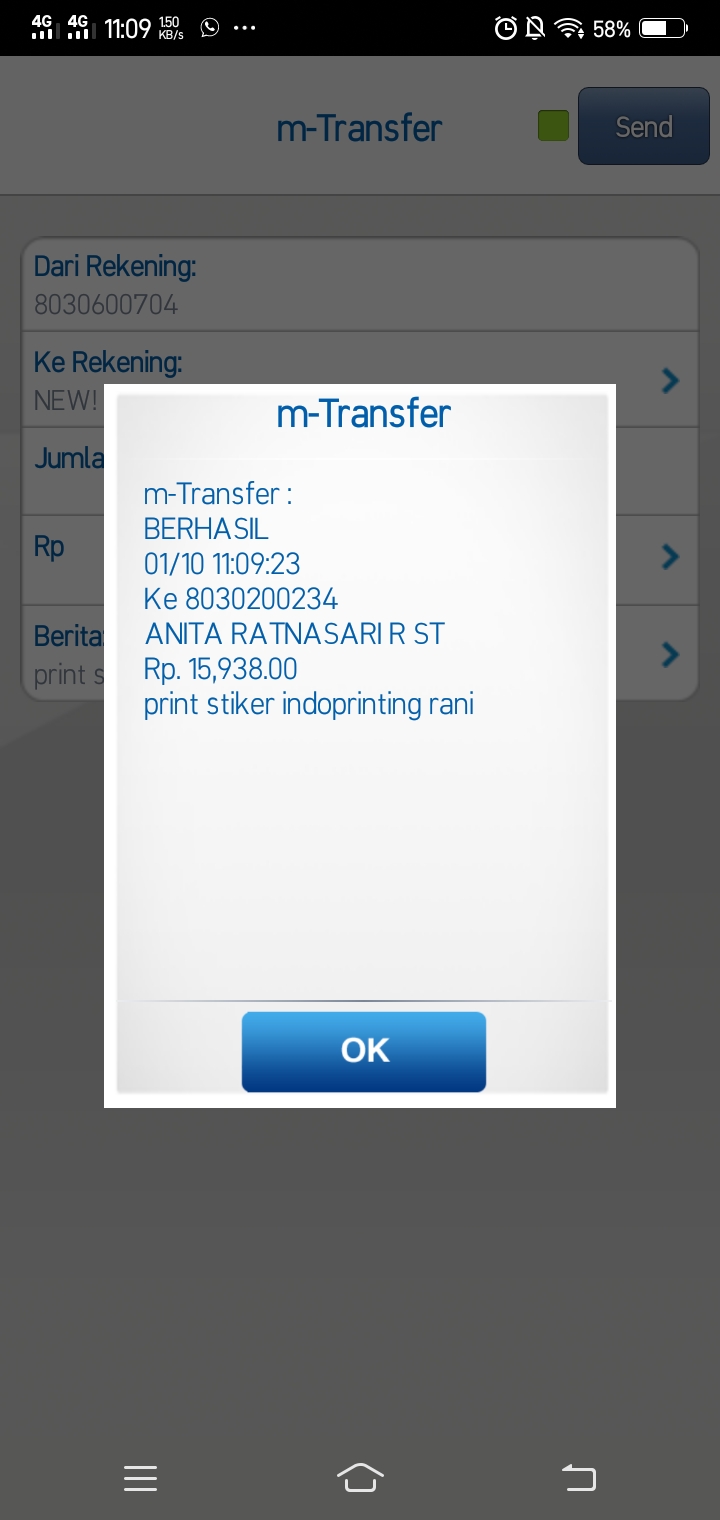 4G 4G 11:09 1.50 KB/s 58%
m-Transfer
Send
Dari Rekening:
8030600704
Ke Rekening:
NEW!
Jumla
Rp
Berita:
print s
m-Transfer
m-Transfer :
BERHASIL
01/10 11:09:23
Ke 8030200234
ANITA RATNASARI R ST
Rp. 15,938.00
print stiker indoprinting rani
OK